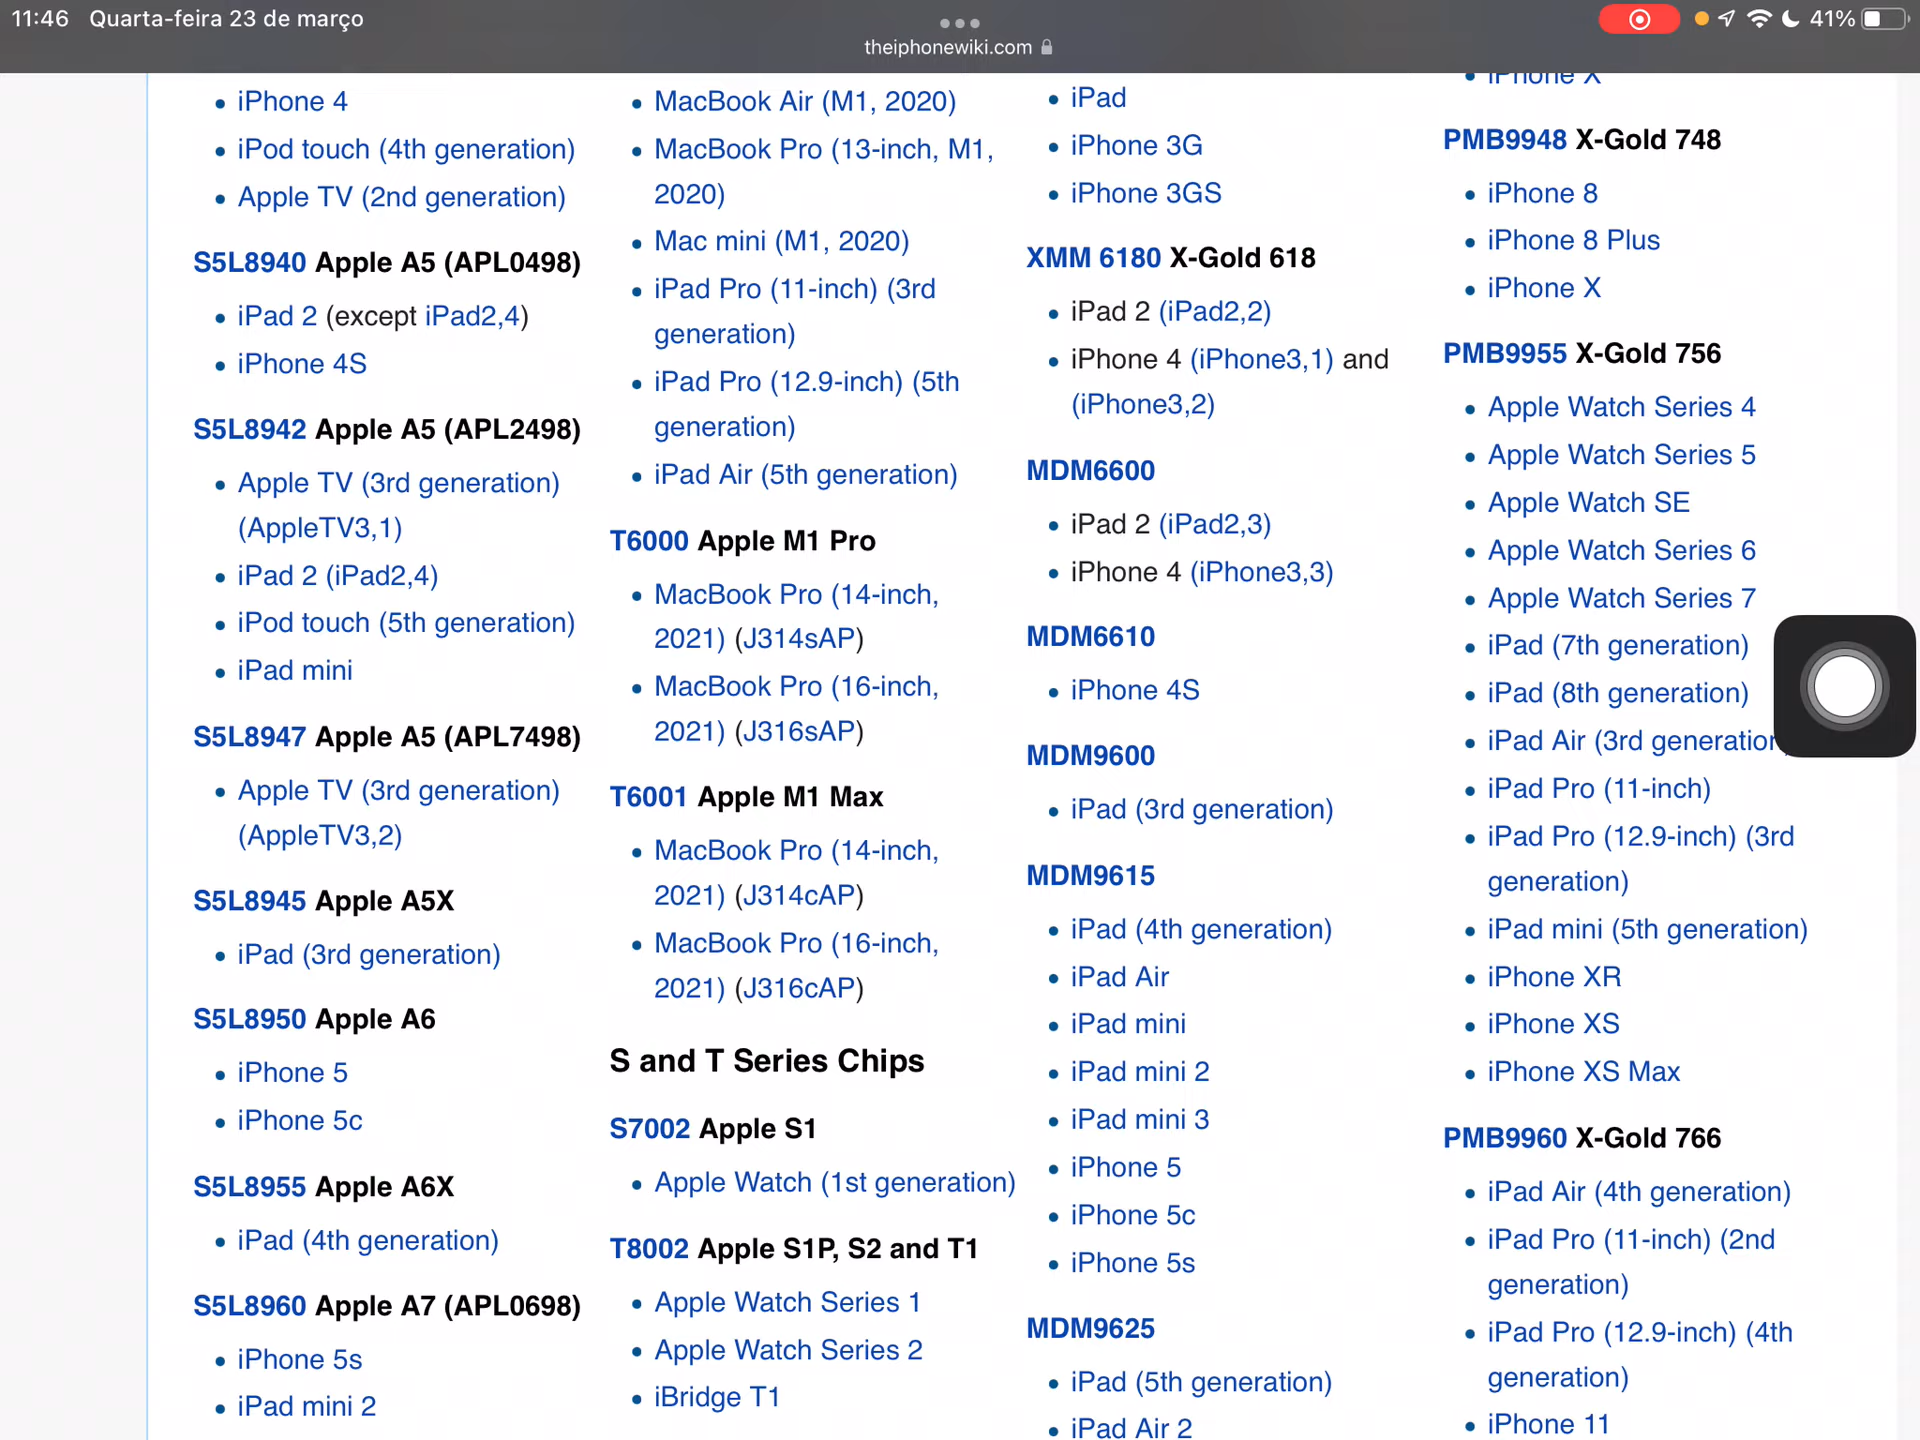 11:46 Quarta-feira 23 de março
theiphonewiki.com
41%
iPhone 4
iPod touch (4th generation)
Apple TV (2nd generation)
S5L8940 Apple A5 (APL0498)
iPad 2 (except iPad2,4)
iPhone 4S
S5L8942 Apple A5 (APL2498)
Apple TV (3rd generation)
(AppleTV3,1)
iPad 2 (iPad2,4)
iPod touch (5th generation)
iPad mini
S5L8947 Apple A5 (APL7498)
Apple TV (3rd generation)
(AppleTV3,2)
S5L8945 Apple A5X
iPad (3rd generation)
S5L8950 Apple A6
iPhone 5
iPhone 5c
S5L8955 Apple A6X
iPad (4th generation)
S5L8960 Apple A7 (APL0698)
iPhone 5s
iPad mini 2
MacBook Air (M1, 2020)
MacBook Pro (13-inch, M1,
2020)
Mac mini (M1, 2020)
iPad Pro (11-inch) (3rd
generation)
iPad Pro (12.9-inch) (5th
generation)
iPad Air (5th generation)
T6000 Apple M1 Pro
MacBook Pro (14-inch,
2021) (J314sAP)
MacBook Pro (16-inch,
2021) (J316sAP)
T6001 Apple M1 Max
MacBook Pro (14-inch,
2021) (J314cAP)
MacBook Pro (16-inch,
2021) (J316cAP)
S and T Series Chips
S7002 Apple S1
Apple Watch (1st generation)
T8002 Apple S1P, S2 and T1
Apple Watch Series 1
Apple Watch Series 2
iBridge T1
iPad
iPhone 3G
iPhone 3GS
XMM 6180 X-Gold 618
iPad 2 (iPad2,2)
iPhone 4 (iPhone3,1) and
(iPhone3,2)
MDM6600
iPad 2 (iPad2,3)
iPhone 4 (iPhone3,3)
MDM6610
iPhone 4S
MDM9600
iPad (3rd generation)
MDM9615
iPad (4th generation)
iPad Air
iPad mini
iPad mini 2
iPad mini 3
iPhone 5
iPhone 5c
iPhone 5s
MDM9625
iPad (5th generation)
iPad Air 2
iPhone X
PMB9948 X-Gold 748
iPhone 8
iPhone 8 Plus
iPhone X
PMB9955 X-Gold 756
Apple Watch Series 4
Apple Watch Series 5
Apple Watch SE
Apple Watch Series 6
Apple Watch Series 7
iPad (7th generation)
iPad (8th generation)
iPad Air (3rd generation
iPad Pro (11-inch)
iPad Pro (12.9-inch) (3rd
generation)
iPad mini (5th generation)
iPhone XR
iPhone XS
iPhone XS Max
PMB9960 X-Gold 766
iPad Air (4th generation)
iPad Pro (11-inch) (2nd
generation)
iPad Pro (12.9-inch) (4th
generation)
iPhone 11